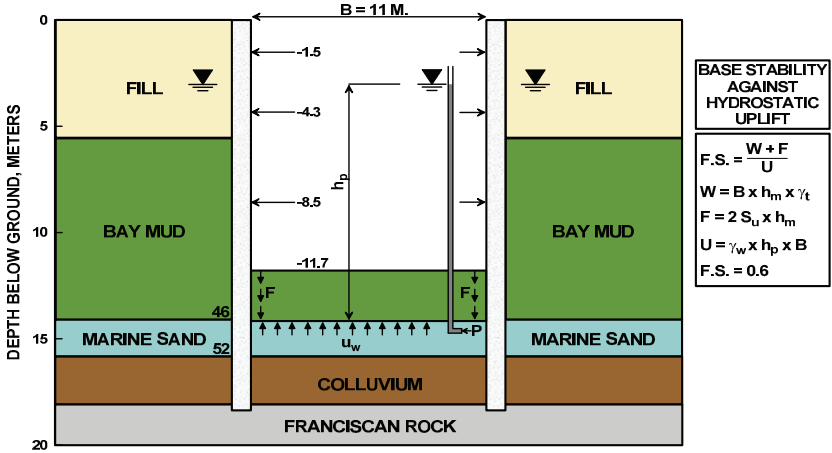 B = 11 M.
0
5
10
15
20
DEPTH BELOW GROUND, METERS
FILL
FILL
-1.5
-4.3
-8.5
-11.7
hp
BAY MUD
BAY MUD
F
F
46
MARINE SAND
52
uw
P
MARINE SAND
COLLUVIUM
FRANCISCAN ROCK
BASE STABILITY
AGAINST
HYDROSTATIC
UPLIFT
F.S. = W + F
U
W = B x hm x γt
F = 2 Su x hm
U = γw x hp x B
F.S. = 0.6